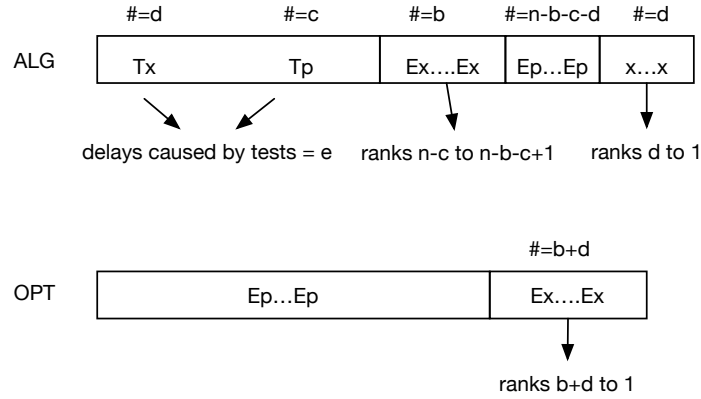 #=d #=c #=b #=n-b-c-d #=d
ALG Tx Tp Ex....Ex Ep...Ep x...x
delays caused by tests = e ranks n-c to n-b-c+1 ranks d to 1
#=b+d
OPT Ep...Ep Ex....Ex
ranks b+d to 1